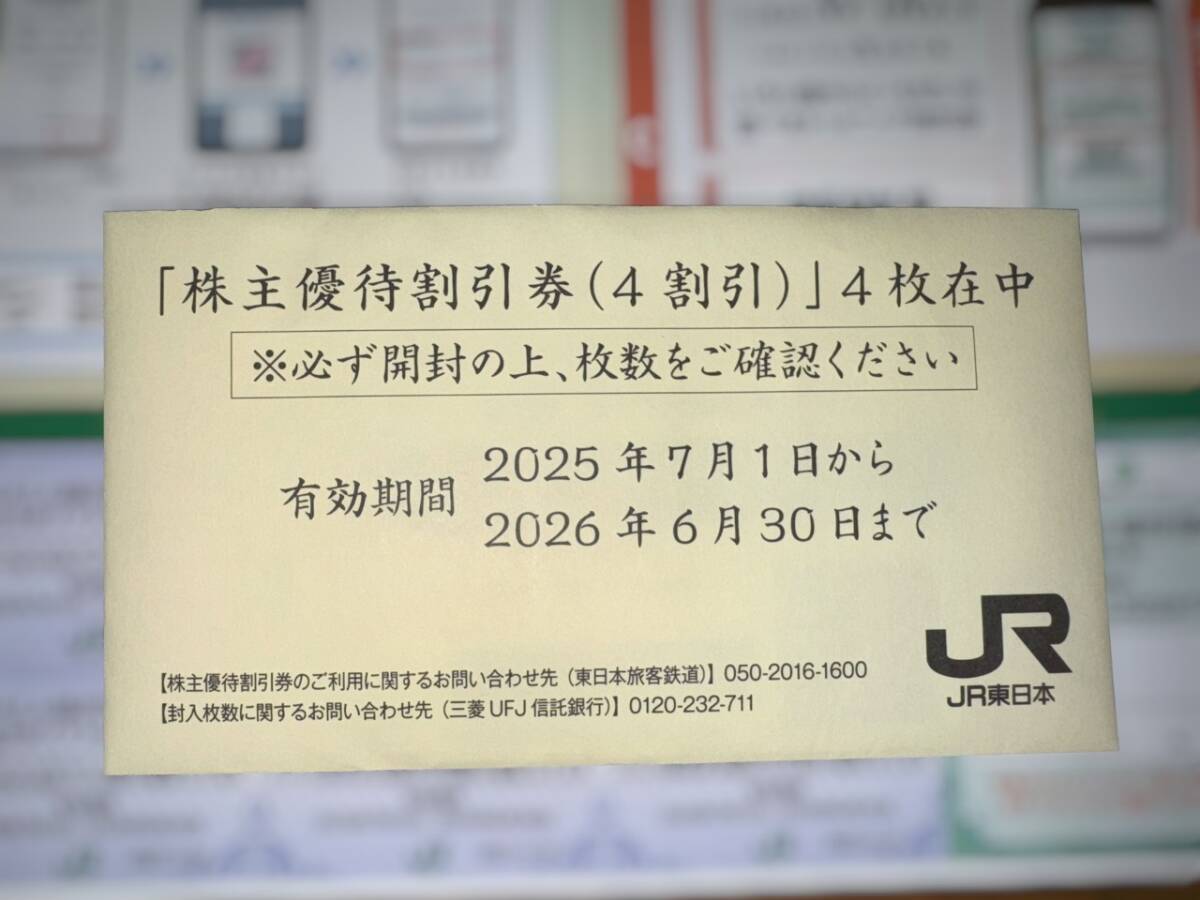 「株主優待割引券(4割引)」4枚在中
※必ず開封の上、枚数をご確認ください
有効期間
2025年7月1日から
2026年6月30日まで
【株主優待割引券のご利用に関するお問い合わせ先（東日本旅客鉄道）】050-2016-1600
【封入枚数に関するお問い合わせ先（三菱UFJ信託銀行）】0120-232-711
JR
JR東日本